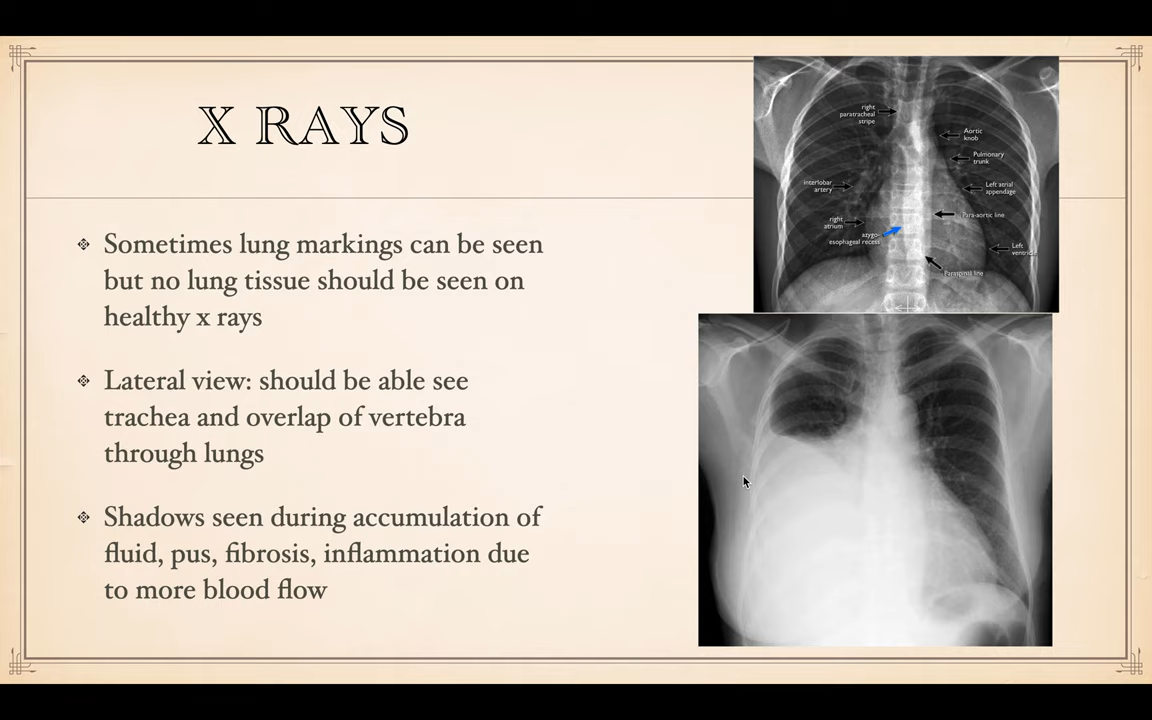 X RAYS
Sometimes lung markings can be seen
but no lung tissue should be seen on
healthy x rays
Lateral view: should be able see
trachea and overlap of vertebra
through lungs
Shadows seen during accumulation of
fluid, pus, fibrosis, inflammation due
to more blood flow
right
paratracheal
stripe
Aortic
knob
Pulmonary
trunk
interlobar
artery
Left atrial
appendage
right
atrium
Para-aortic line
azygo-
esophageal recess
Left
ventricle
Paraspinal line